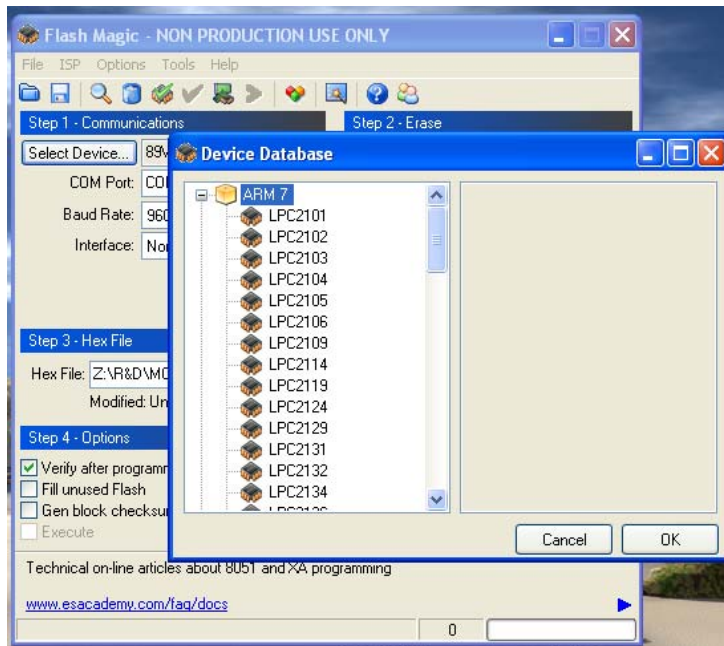 Flash Magic - NON PRODUCTION USE ONLY
File ISP Options Tools Help
Step 1 - Communications
Step 2 - Erase
Select Device...
COM Port:
Baud Rate:
Interface:
Device Database
ARM 7
LPC2101
LPC2102
LPC2103
LPC2104
LPC2105
LPC2106
LPC2109
LPC2114
LPC2119
LPC2124
LPC2129
LPC2131
LPC2132
LPC2134
Cancel
OK
Step 3 - Hex File
Hex File:
Modified:
Step 4 - Options
Verify after
Fill unused Flash
Gen block
Execute
Technical on-line articles about 8051 and XA programming
www.esacademy.com/faq/docs
0